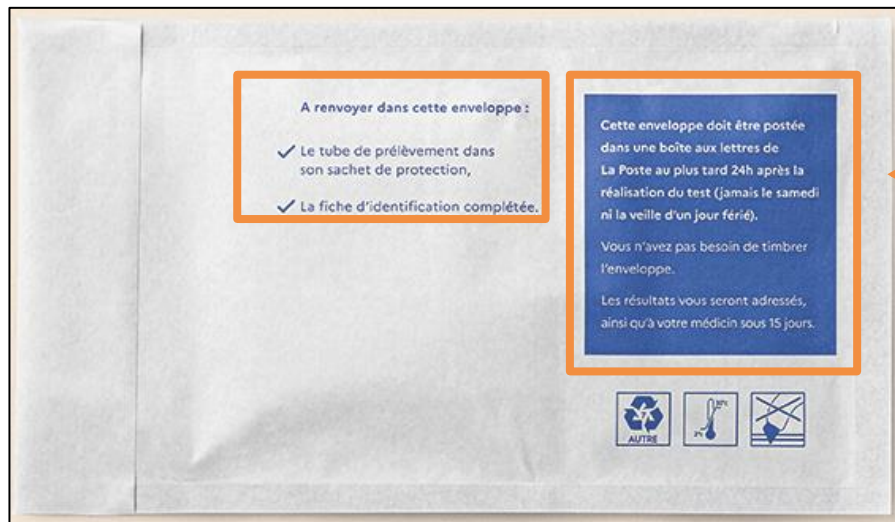 A renvoyer dans cette enveloppe :
Le tube de prélèvement dans
son sachet de protection,
La fiche d'identification complétée.
Cette enveloppe doit être postée
dans une boîte aux lettres de
La Poste au plus tard 24h après la
réalisation du test (jamais le samedi
ni la veille d'un jour férié).
Vous n'avez pas besoin de timbrer
l'enveloppe.
Les résultats vous seront adressés,
ainsi qu'à votre médicin sous 15 jours.
AUTRE